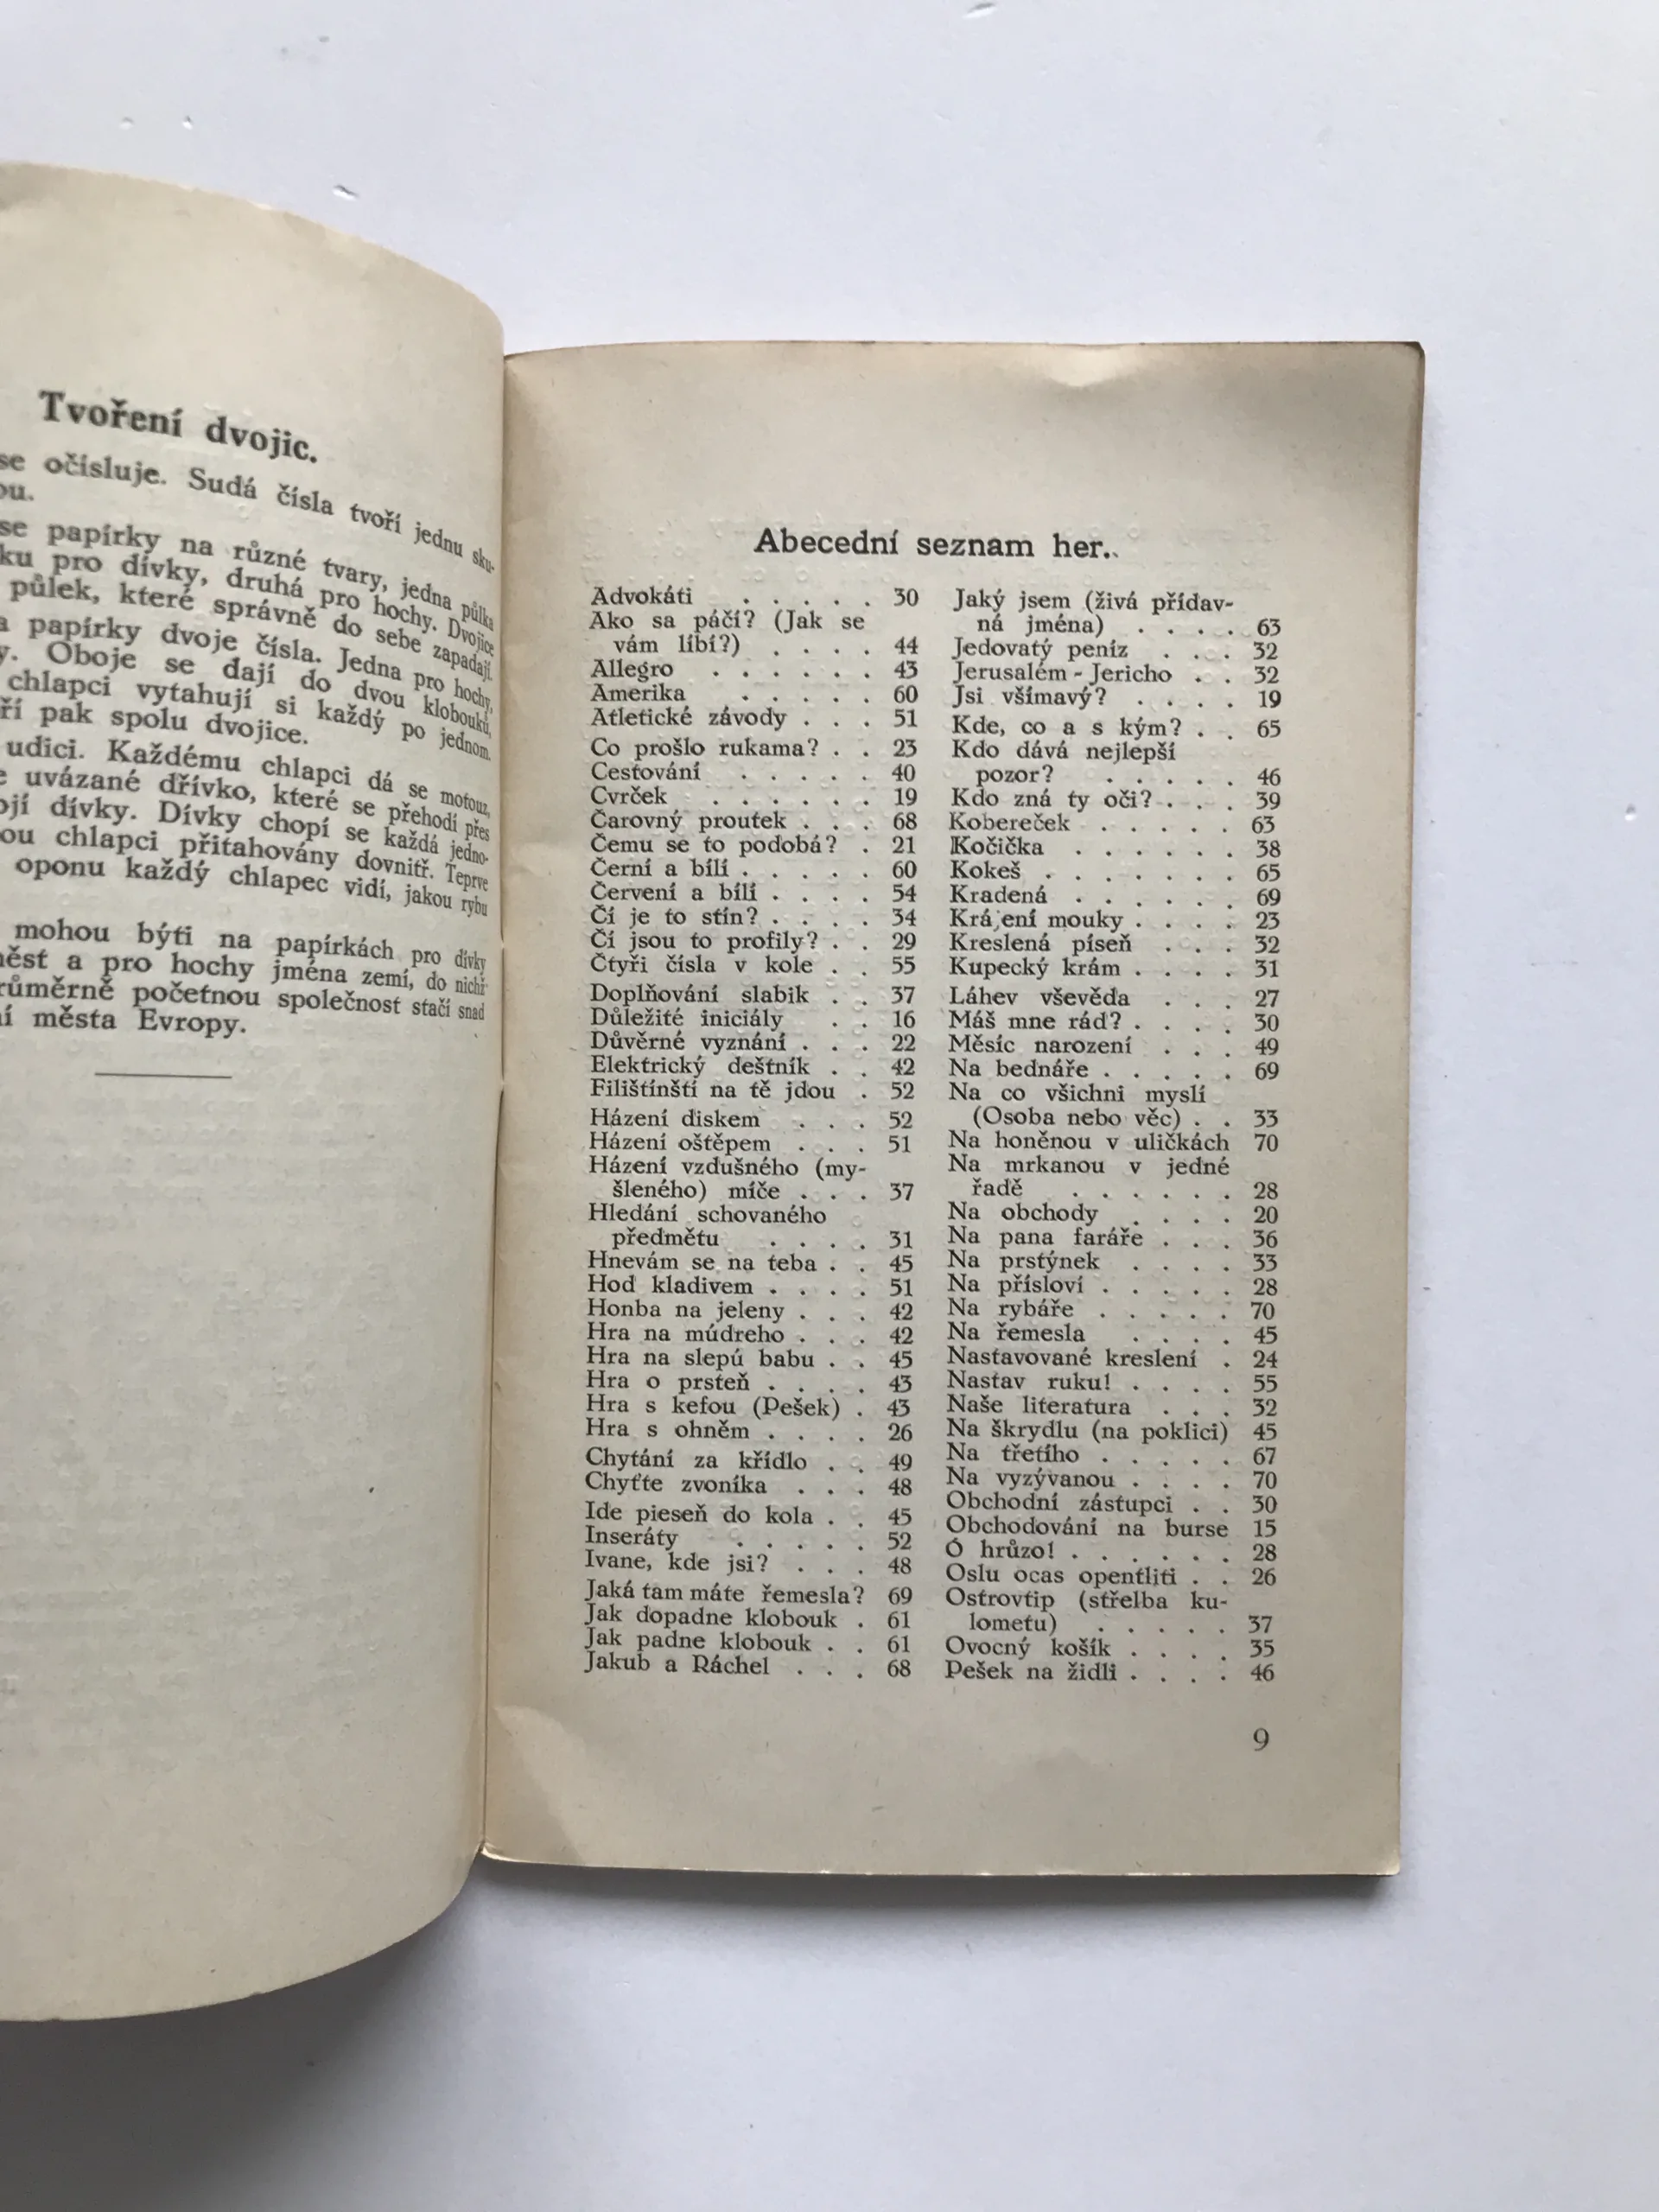 Tvoření dvojic.
se očísluje. Sudá čísla tvoří jednu sku-
ou.
se papírky na různé tvary, jedna půlka
ku pro dívky, druhá pro hochy. Dvojice
půlek, které správně do sebe zapadají.
a papírky dvoje čísla. Jedna pro hochy,
y. Oboje se dají do dvou klobouků,
chlapci vytahují si každý po jednom.
ří pak spolu dvojice.
udici. Každému chlapci dá se motouz,
e uvázané dřívko, které se přehodí přes
ojí dívky. Dívky chopí se každá jedno-
ou chlapci přitahovány dovnitř. Teprve
oponu každý chlapec vidí, jakou rybu
mohou býti na papírkách pro dívky
ěst a pro hochy jména zemí, do nichž
růměrně početnou společnost stačí snad
ní města Evropy.
Abecední seznam her.
Advokáti . . . . . 30
Ako sa páčí? (Jak se
vám líbí?) . . . . 44
Allegro . . . . . . 43
Amerika . . . . . 60
Atletické závody . . . 51
Co prošlo rukama? . . 23
Cestování . . . . . 40
Cvrček . . . . . . 19
Čarovný proutek . . . 68
Čemu se to podobá? . 21
Černí a bílí . . . . . 60
Červení a bílí . . . . 54
Čí je to stín? . . . . 34
Čí jsou to profily? . . 29
Čtyři čísla v kole . . 55
Doplňování slabik . . 37
Důležité iniciály . . 16
Důvěrné vyznání . . . 22
Elektrický deštník . . 42
Filištínští na tě jdou . 52
Házení diskem . . . 52
Házení oštěpem . . . 51
Házení vzdušného (my-
šleného) míče . . . 37
Hledání schovaného
předmětu . . . . 31
Hnevám se na teba . . 45
Hod kladivem . . . . 51
Honba na jeleny . . . 42
Hra na múdreho . . . 42
Hra na slepú babu . . 45
Hra o prsteň . . . . 43
Hra s kefou (Pešek) . 43
Hra s ohněm . . . . 26
Chytání za křídlo . . 49
Chyťte zvoníka . . . 48
Ide pieseň do kola . . 45
Inseráty . . . . . 52
Ivane, kde jsi? . . . 48
Jaká tam máte řemesla? 69
Jak dopadne klobouk . 61
Jak padne klobouk . . 61
Jakub a Ráchel . . . 68
Jaký jsem (živá přídav-
ná jména) . . . . 63
Jedovatý peníz . . . 32
Jerusalém - Jericho . . 32
Jsi všímavý? . . . . 19
Kde, co a s kým? . . 65
Kdo dává nejlepší
pozor? . . . . . 46
Kdo zná ty oči? . . . 39
Kobereček . . . . . 63
Kočička . . . . . . 38
Kokeš . . . . . . . 65
Kradená . . . . . . 69
Krájení mouky . . . . 23
Kreslená píseň . . . 32
Kupecký krám . . . . 31
Láhev vševěda . . . 27
Máš mne rád? . . . . 30
Měsíc narození . . . 49
Na bednáře . . . . . 69
Na co všichni myslí
(Osoba nebo věc) . . 33
Na honěnou v uličkách 70
Na mrkanou v jedné
řadě . . . . . . 28
Na obchody . . . . 20
Na pana faráře . . . 36
Na prstýnek . . . . 33
Na přísloví . . . . . 28
Na rybáře . . . . . 70
Na řemesla . . . . 45
Nastavované kreslení . 24
Nastav ruku! . . . . 55
Naše literatura . . . 32
Na škrydlu (na poklici) 45
Na třetího . . . . . 67
Na vyzývanou . . . . 70
Obchodní zástupci . . 30
Obchodování na burse 15
Ó hrůzo! . . . . . . 28
Oslu ocas opentliti . . 26
Ostrovtip (střelba ku-
lometu) . . . . . 37
Ovocný košík . . . . 35
Pešek na židli . . . . 46
9